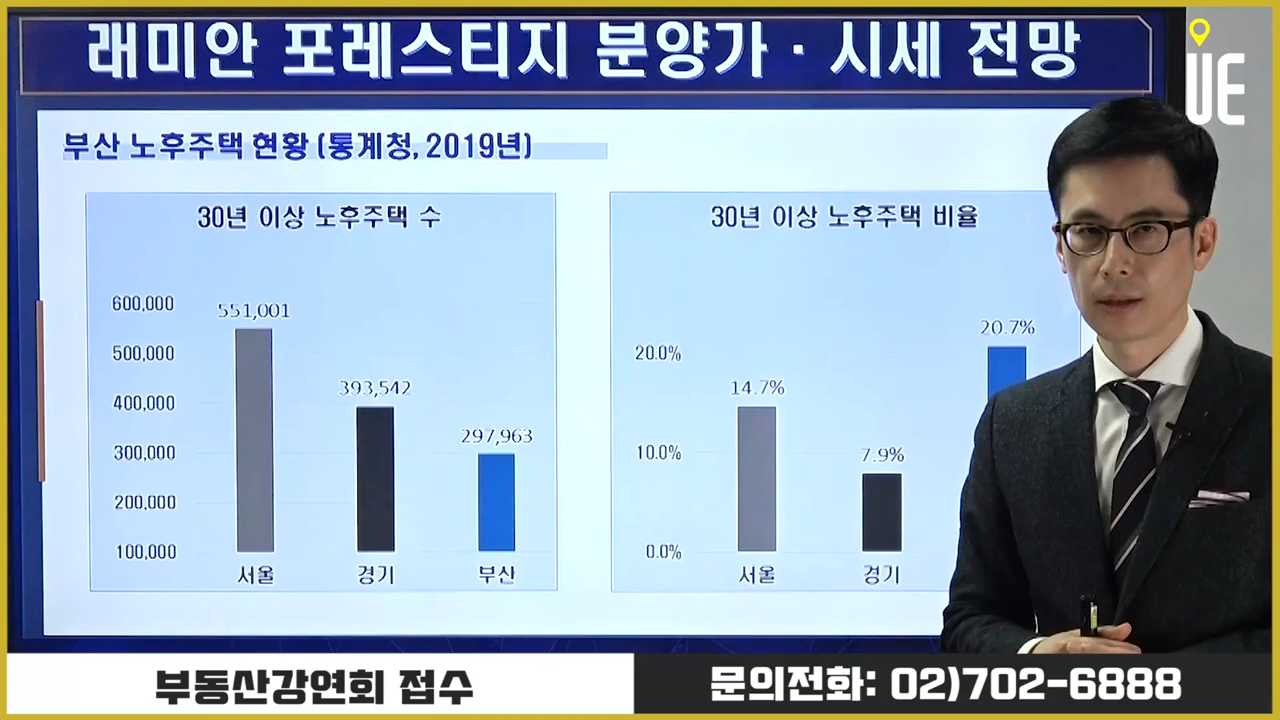 래미안 포레스티지 분양가 · 시세 전망
UE
부산 노후주택 현황 (통계청, 2019년)
30년 이상 노후주택 수
600,000
500,000
400,000
300,000
200,000
100,000
551,001
393,542
297,963
서울
경기
부산
30년 이상 노후주택 비율
20.0%
10.0%
0.0%
14.7%
7.9%
20.7%
서울
경기
부동산강연회 접수
문의전화: 02)702-6888